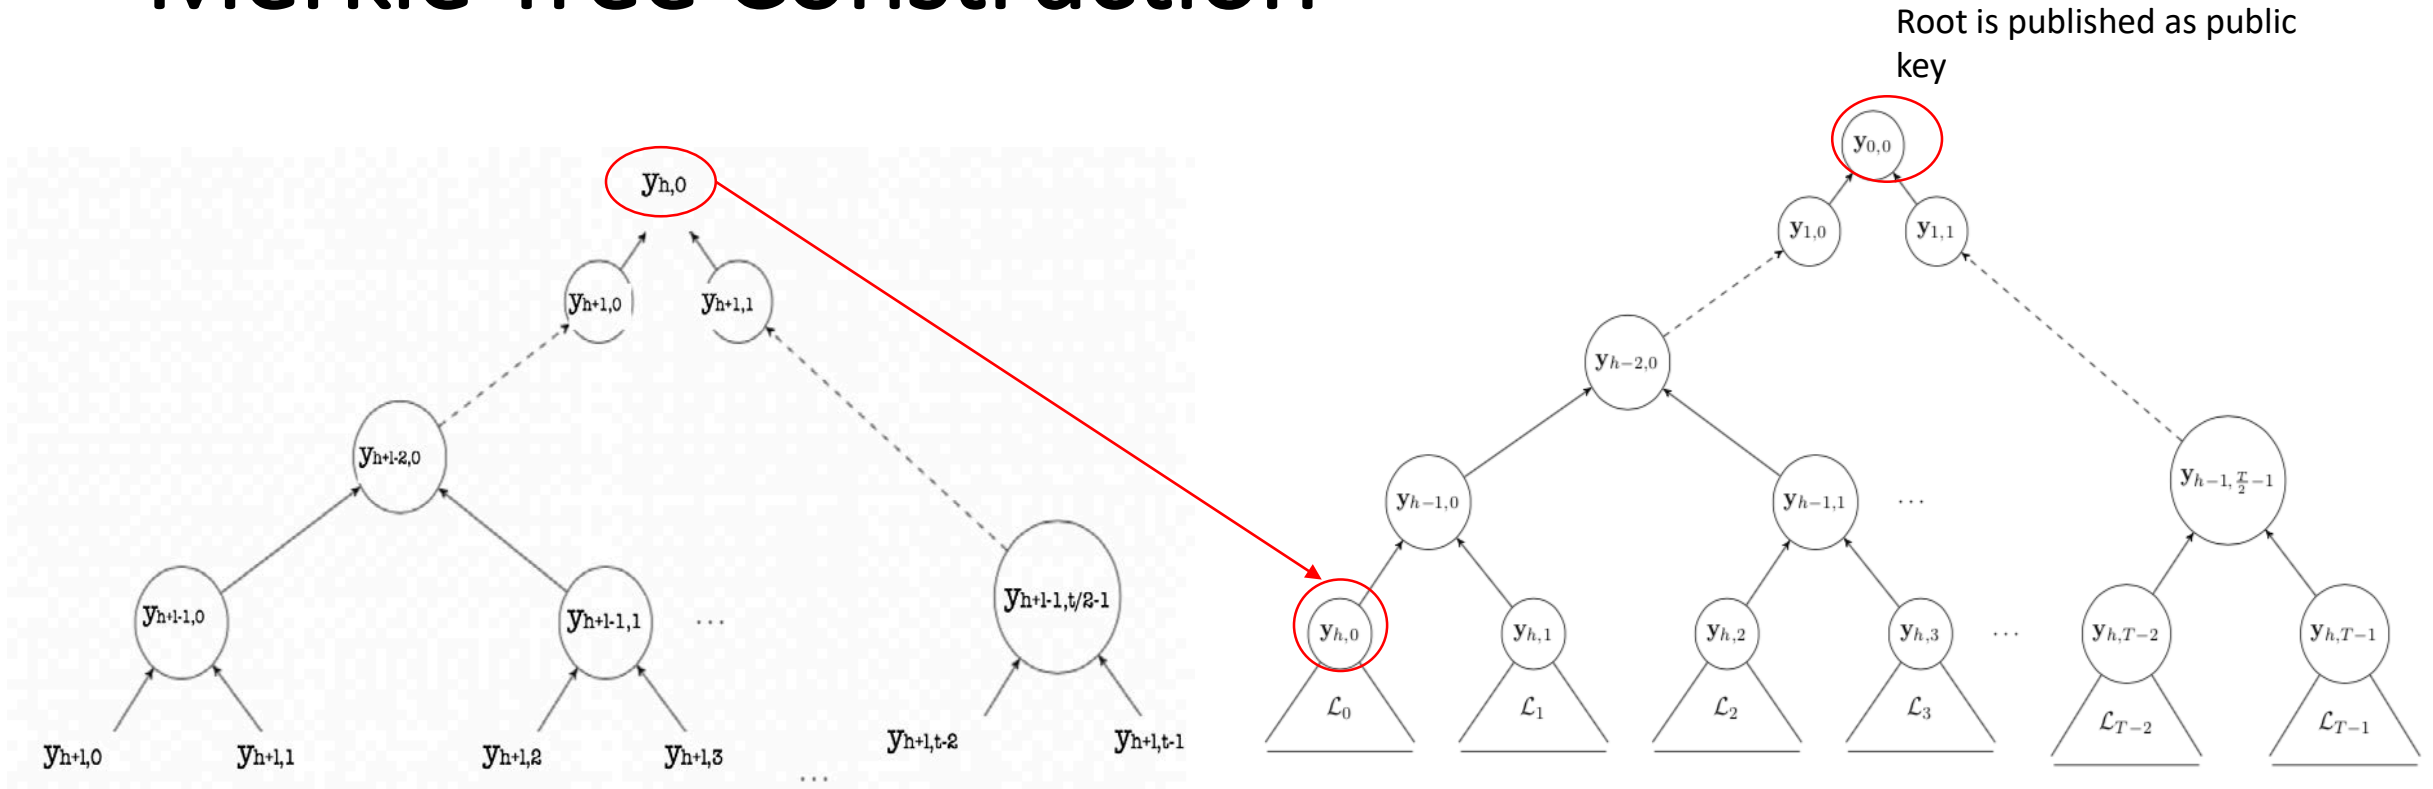 Merkle Tree Construction
Root is published as public
key
y0,0
y1,0 y1,1
yh−2,0
yh−1,0 yh−1,1 ... yh−1,T/2−1
yh,0 yh,1 yh,2 yh,3 ... yh,T−2 yh,T−1
ℒ0 ℒ1 ℒ2 ℒ3 ℒT−2 ℒT−1
yh,0
yh+1,0 yh+1,1
yh+l-2,0
yh+l-1,0 yh+l-1,1 ... yh+l-1,t/2-1
yh+l,0 yh+l,1 yh+l,2 yh+l,3 ... yh+l,t-2 yh+l,t-1